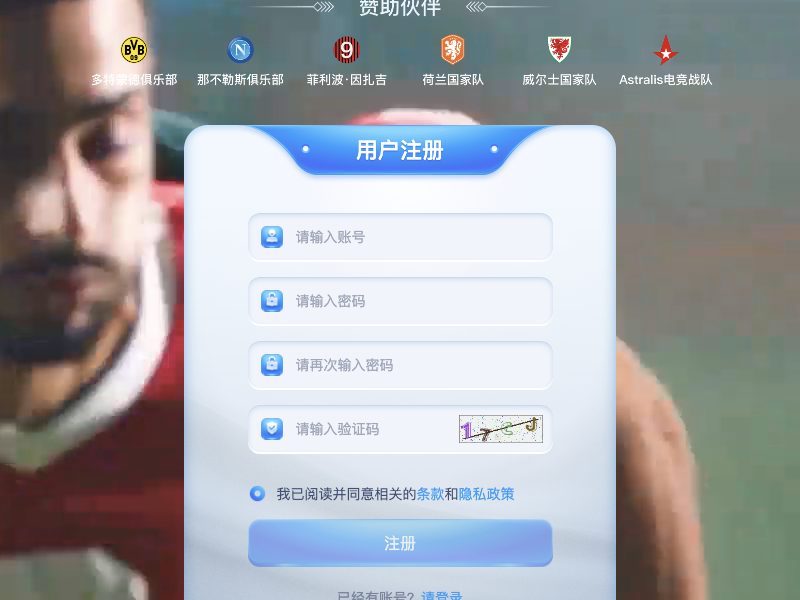 赞助伙伴
BVB
09
N
9
多特蒙德俱乐部
那不勒斯俱乐部
菲利波·因扎吉
荷兰国家队
威尔士国家队
Astralis电竞战队
用户注册
请输入账号
请输入密码
请再次输入密码
请输入验证码
我已阅读并同意相关的条款和隐私政策
注册
已经有账号？请登录